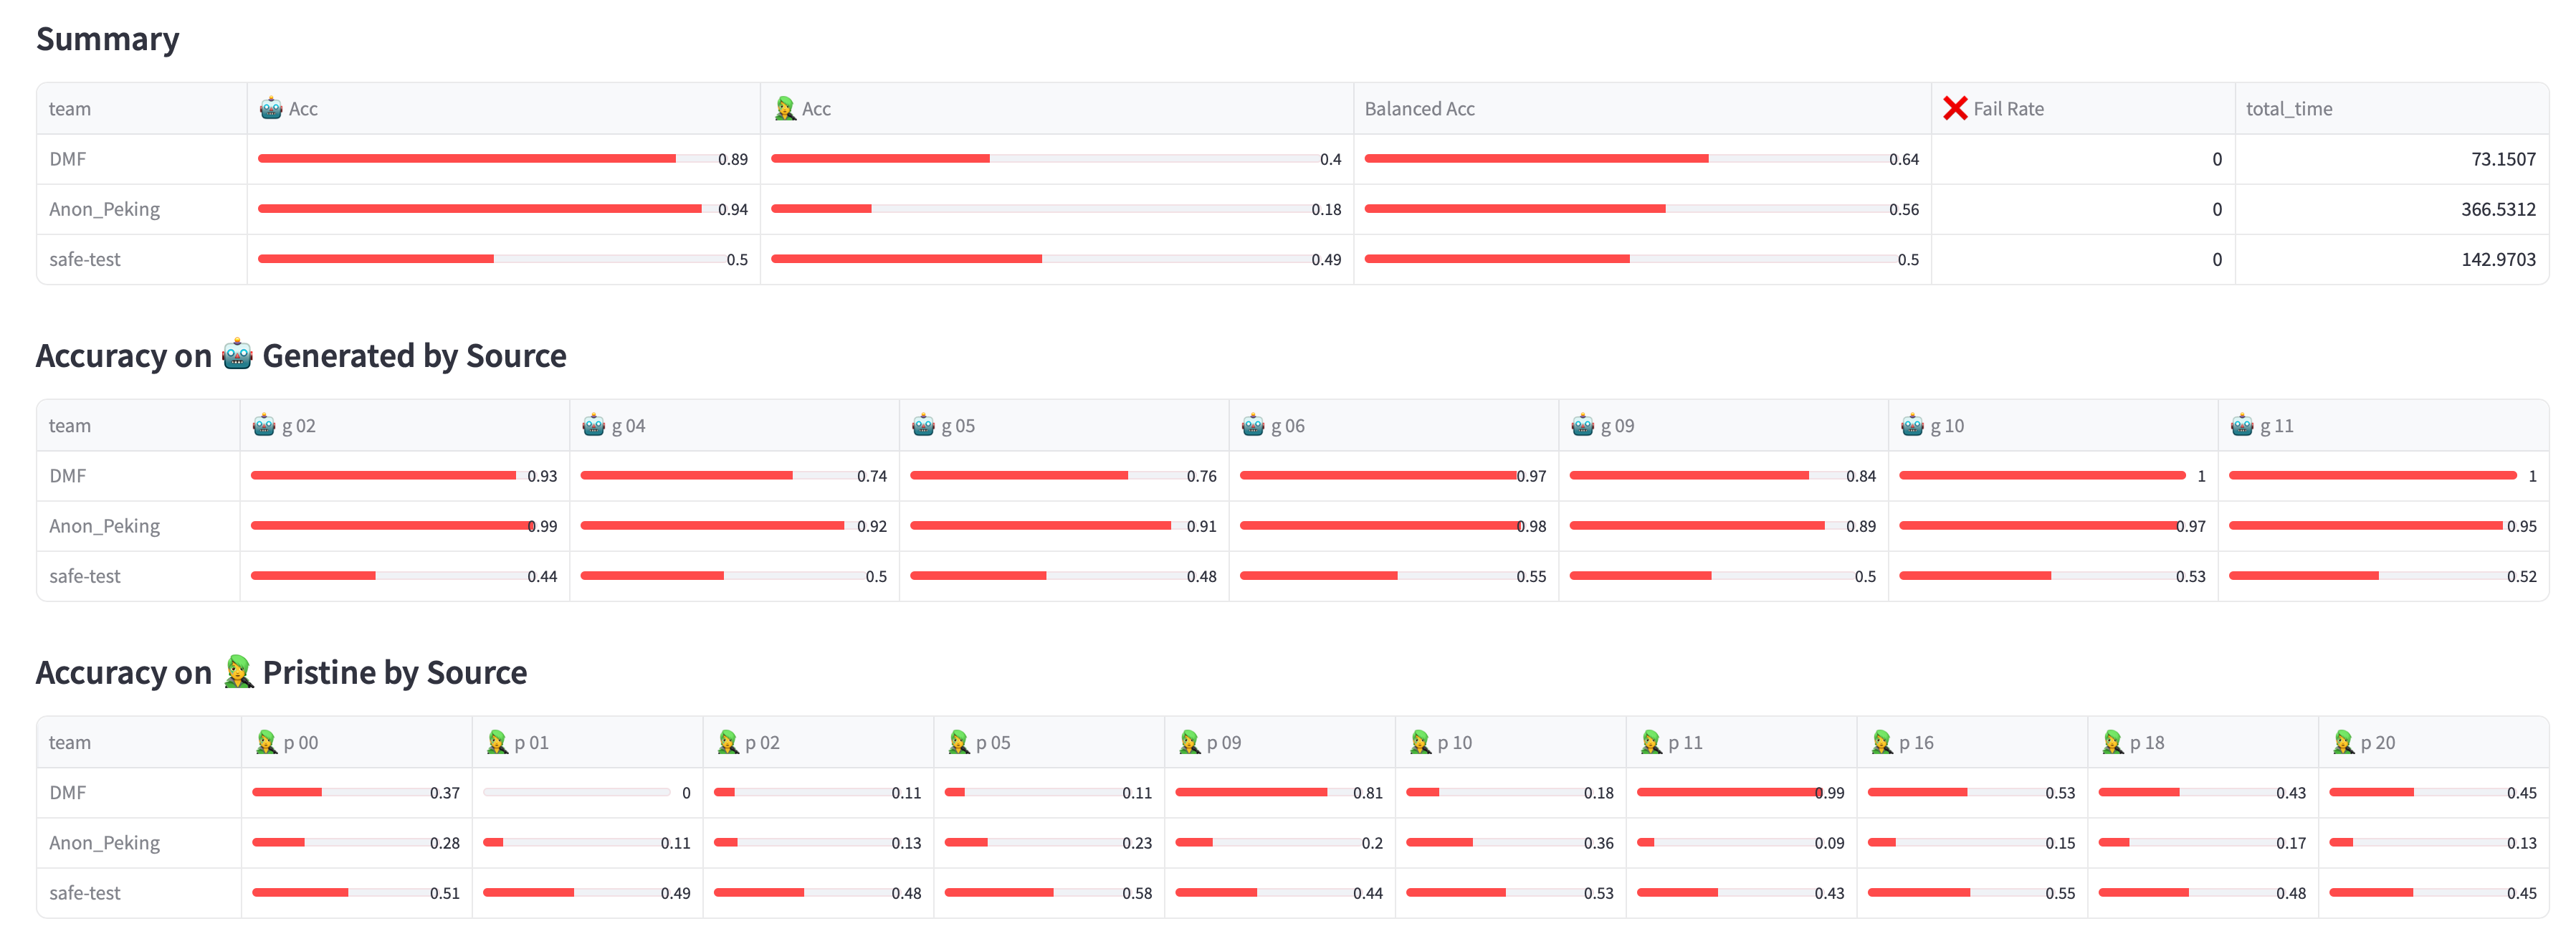 Summary
team 🤖 Acc 🧝 Acc Balanced Acc ❌ Fail Rate total_time
DMF 0.89 0.4 0.64 0 73.1507
Anon_Peking 0.94 0.18 0.56 0 366.5312
safe-test 0.5 0.49 0.5 0 142.9703
Accuracy on 🤖 Generated by Source
team 🤖 g 02 🤖 g 04 🤖 g 05 🤖 g 06 🤖 g 09 🤖 g 10 🤖 g 11
DMF 0.93 0.74 0.76 0.97 0.84 1 1
Anon_Peking 0.99 0.92 0.91 0.98 0.89 0.97 0.95
safe-test 0.44 0.5 0.48 0.55 0.5 0.53 0.52
Accuracy on 🧝 Pristine by Source
team 🧝 p 00 🧝 p 01 🧝 p 02 🧝 p 05 🧝 p 09 🧝 p 10 🧝 p 11 🧝 p 16 🧝 p 18 🧝 p 20
DMF 0.37 0 0.11 0.11 0.81 0.18 0.99 0.53 0.43 0.45
Anon_Peking 0.28 0.11 0.13 0.23 0.2 0.36 0.09 0.15 0.17 0.13
safe-test 0.51 0.49 0.48 0.58 0.44 0.53 0.43 0.55 0.48 0.45